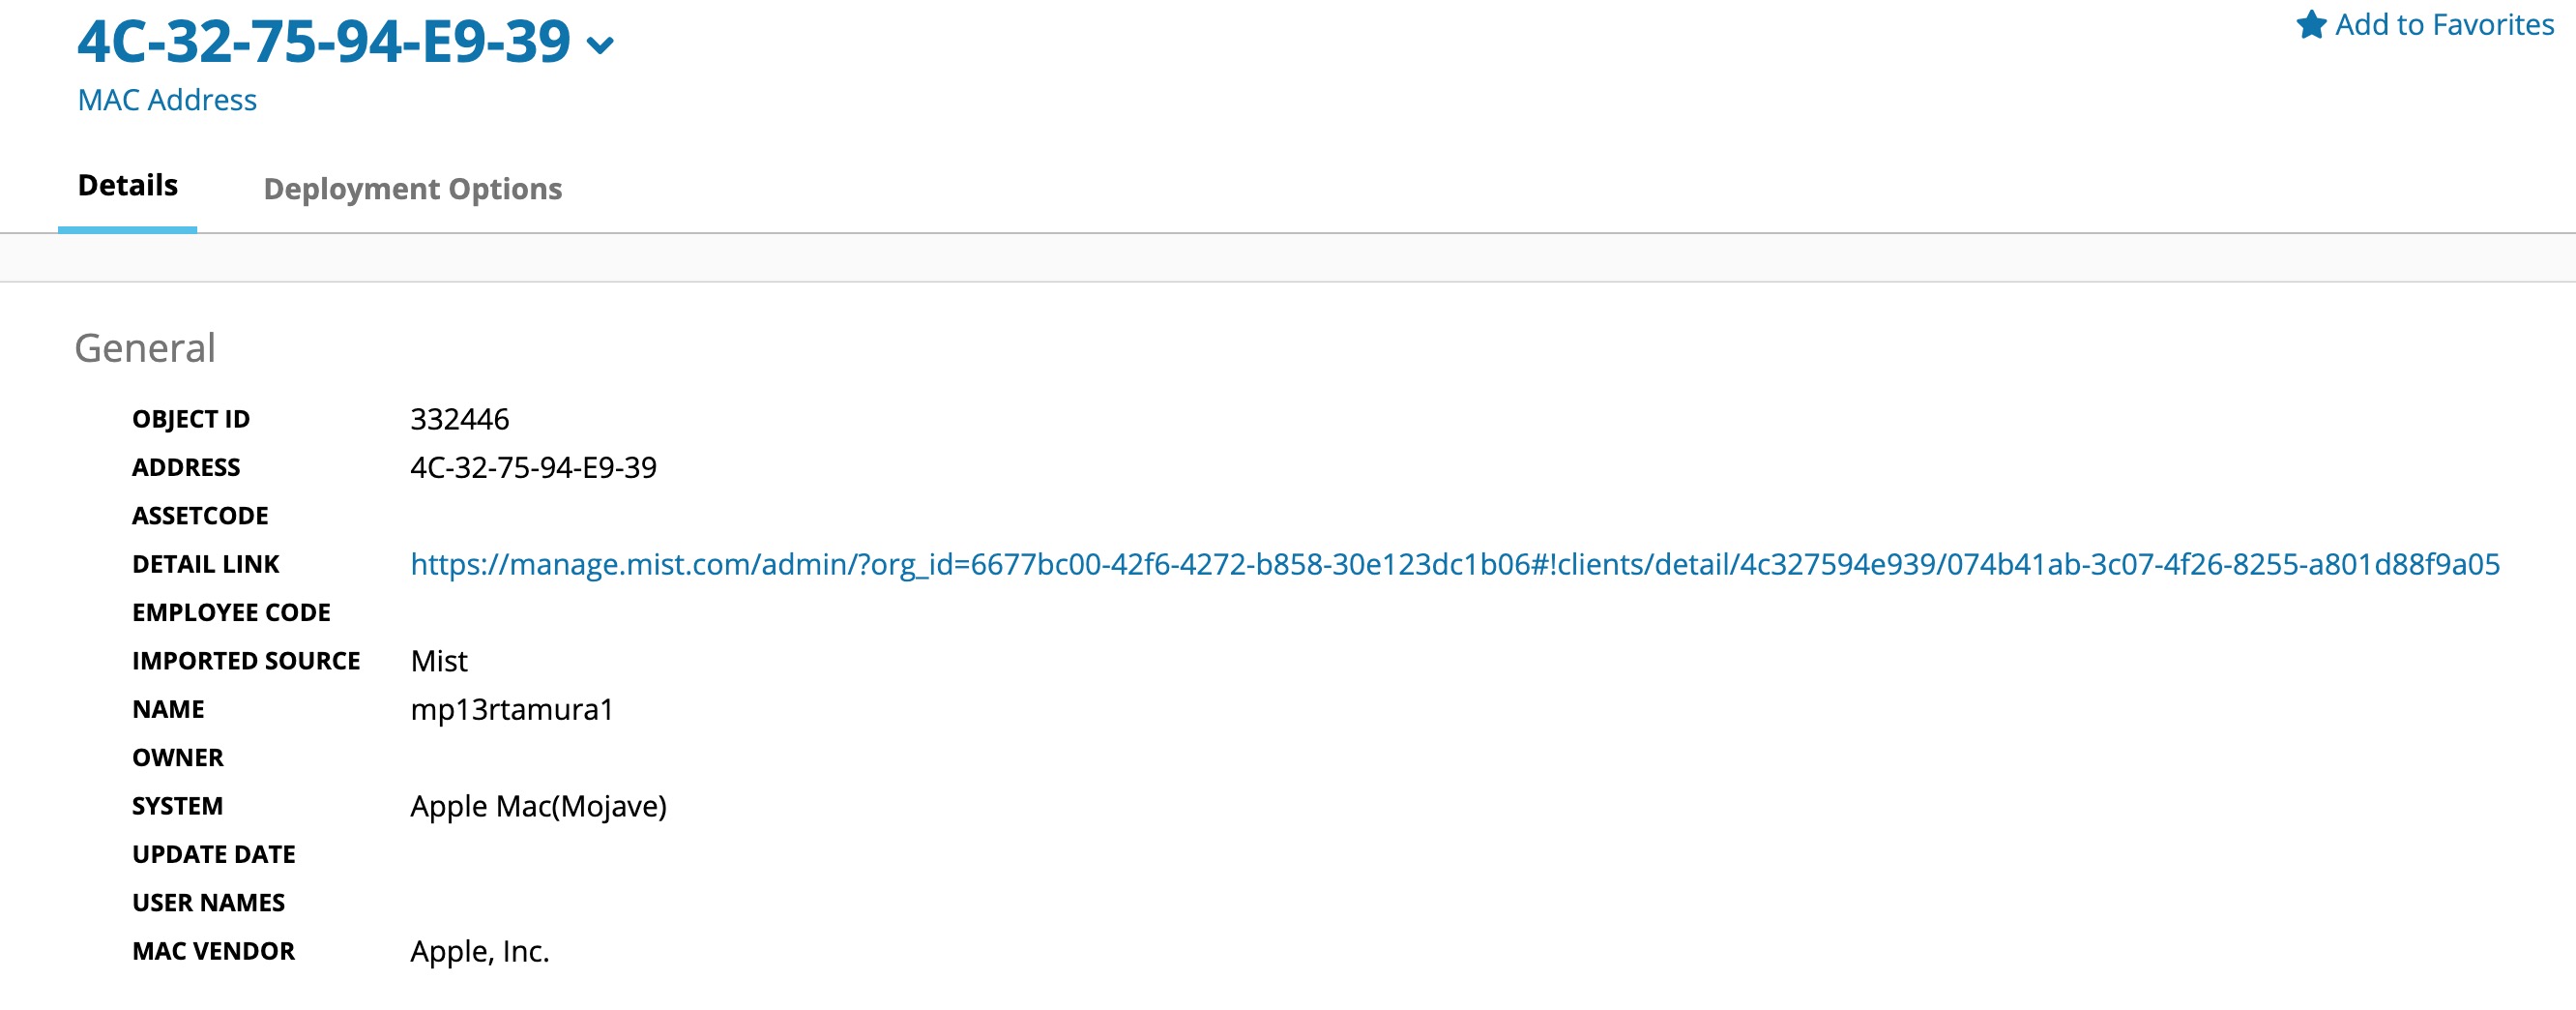 4C-32-75-94-E9-39
Add to Favorites
MAC Address
Details
Deployment Options
General
OBJECT ID 332446
ADDRESS 4C-32-75-94-E9-39
ASSETCODE
DETAIL LINK https://manage.mist.com/admin/?org_id=6677bc00-42f6-4272-b858-30e123dc1b06#!clients/detail/4c327594e939/074b41ab-3c07-4f26-8255-a801d88f9a05
EMPLOYEE CODE
IMPORTED SOURCE Mist
NAME mp13rtamura1
OWNER
SYSTEM Apple Mac(Mojave)
UPDATE DATE
USER NAMES
MAC VENDOR Apple, Inc.